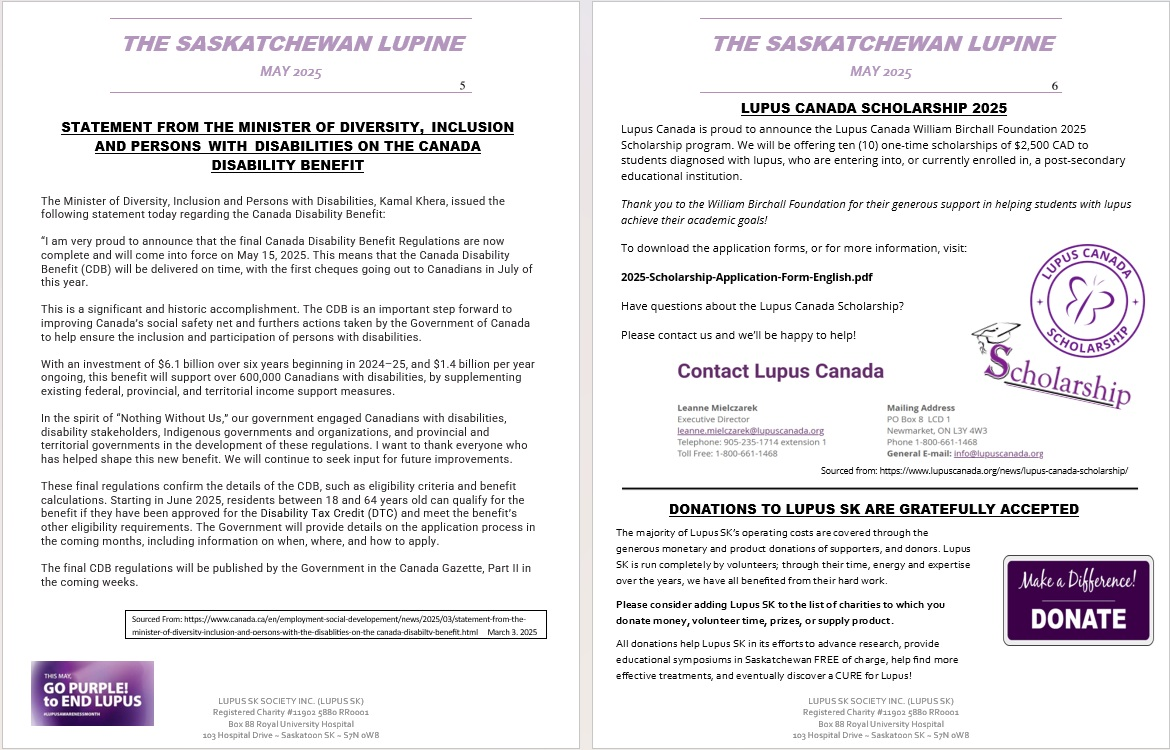 THE SASKATCHEWAN LUPINE
MAY 2025
5
STATEMENT FROM THE MINISTER OF DIVERSITY, INCLUSION
AND PERSONS WITH DISABILITIES ON THE CANADA
DISABILITY BENEFIT
The Minister of Diversity, Inclusion and Persons with Disabilities, Kamal Khera, issued the
following statement today regarding the Canada Disability Benefit:
“I am very proud to announce that the final Canada Disability Benefit Regulations are now
complete and will come into force on May 15, 2025. This means that the Canada Disability
Benefit (CDB) will be delivered on time, with the first cheques going out to Canadians in July of
this year.
This is a significant and historic accomplishment. The CDB is an important step forward to
improving Canada’s social safety net and furthers actions taken by the Government of Canada
to help ensure the inclusion and participation of persons with disabilities.
With an investment of $6.1 billion over six years beginning in 2024–25, and $1.4 billion per year
ongoing, this benefit will support over 600,000 Canadians with disabilities, by supplementing
existing federal, provincial, and territorial income support measures.
In the spirit of “Nothing Without Us,” our government engaged Canadians with disabilities,
disability stakeholders, Indigenous governments and organizations, and provincial and
territorial governments in the development of these regulations. I want to thank everyone who
has helped shape this new benefit. We will continue to seek input for future improvements.
These final regulations confirm the details of the CDB, such as eligibility criteria and benefit
calculations. Starting in June 2025, residents between 18 and 64 years old can qualify for the
benefit if they have been approved for the Disability Tax Credit (DTC) and meet the benefit’s
other eligibility requirements. The Government will provide details on the application process in
the coming months, including information on when, where, and how to apply.
The final CDB regulations will be published by the Government in the Canada Gazette, Part II in
the coming weeks.
Sourced From: https://www.canada.ca/en/employment-social-developement/news/2025/03/statement-from-the-
minister-of-diversity-inclusion-and-persons-with-the-disablities-on the canada-disabilty-benefit.html March 3. 2025
THIS MAY,
GO PURPLE!
to END LUPUS
#LUPUSAWARENESSMONTH
LUPUS SK SOCIETY INC. (LUPUS SK)
Registered Charity #11902 5880 RR0001
Box 88 Royal University Hospital
103 Hospital Drive ~ Saskatoon SK ~ S7N 0W8
THE SASKATCHEWAN LUPINE
MAY 2025
6
LUPUS CANADA SCHOLARSHIP 2025
Lupus Canada is proud to announce the Lupus Canada William Birchall Foundation 2025
Scholarship program. We will be offering ten (10) one-time scholarships of $2,500 CAD to
students diagnosed with lupus, who are entering into, or currently enrolled in, a post-secondary
educational institution.
Thank you to the William Birchall Foundation for their generous support in helping students with lupus
achieve their academic goals!
To download the application forms, or for more information, visit:
2025-Scholarship-Application-Form-English.pdf
Have questions about the Lupus Canada Scholarship?
Please contact us and we’ll be happy to help!
LUPUS CANADA
SCHOLARSHIP
Scholarship
Contact Lupus Canada
Leanne Mielczarek
Executive Director
leanne.mielczarek@lupuscanada.org
Telephone: 905-235-1714 extension 1
Toll Free: 1-800-661-1468
Mailing Address
PO Box 8 LCD 1
Newmarket, ON L3Y 4W3
Phone 1-800-661-1468
General E-mail: info@lupuscanada.org
Sourced from: https://www.lupuscanada.org/news/lupus-canada-scholarship/
DONATIONS TO LUPUS SK ARE GRATEFULLY ACCEPTED
The majority of Lupus SK’s operating costs are covered through the
generous monetary and product donations of supporters, and donors. Lupus
SK is run completely by volunteers; through their time, energy and expertise
over the years, we have all benefited from their hard work.
Please consider adding Lupus SK to the list of charities to which you
donate money, volunteer time, prizes, or supply product.
All donations help Lupus SK in its efforts to advance research, provide
educational symposiums in Saskatchewan FREE of charge, help find more
effective treatments, and eventually discover a CURE for Lupus!
Make a Difference!
DONATE
LUPUS SK SOCIETY INC. (LUPUS SK)
Registered Charity #11902 5880 RR0001
Box 88 Royal University Hospital
103 Hospital Drive ~ Saskatoon SK ~ S7N 0W8